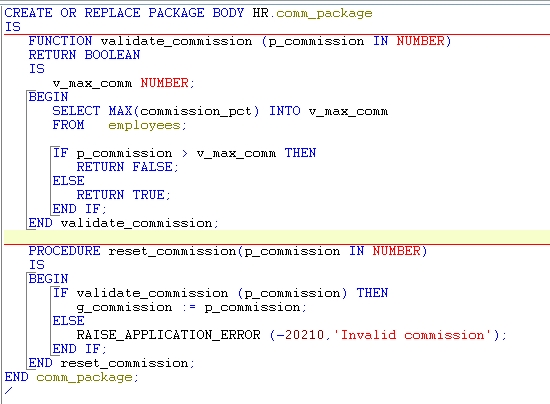 CREATE OR REPLACE PACKAGE BODY HR.comm_package
IS
FUNCTION validate_commission (p_commission IN NUMBER)
RETURN BOOLEAN
IS
v_max_comm NUMBER;
BEGIN
SELECT MAX(commission_pct) INTO v_max_comm
FROM employees;
IF p_commission > v_max_comm THEN
RETURN FALSE;
ELSE
RETURN TRUE;
END IF;
END validate_commission;
PROCEDURE reset_commission(p_commission IN NUMBER)
IS
BEGIN
IF validate_commission (p_commission) THEN
g_commission := p_commission;
ELSE
RAISE_APPLICATION_ERROR (-20210,'Invalid commission');
END IF;
END reset_commission;
END comm_package;
/